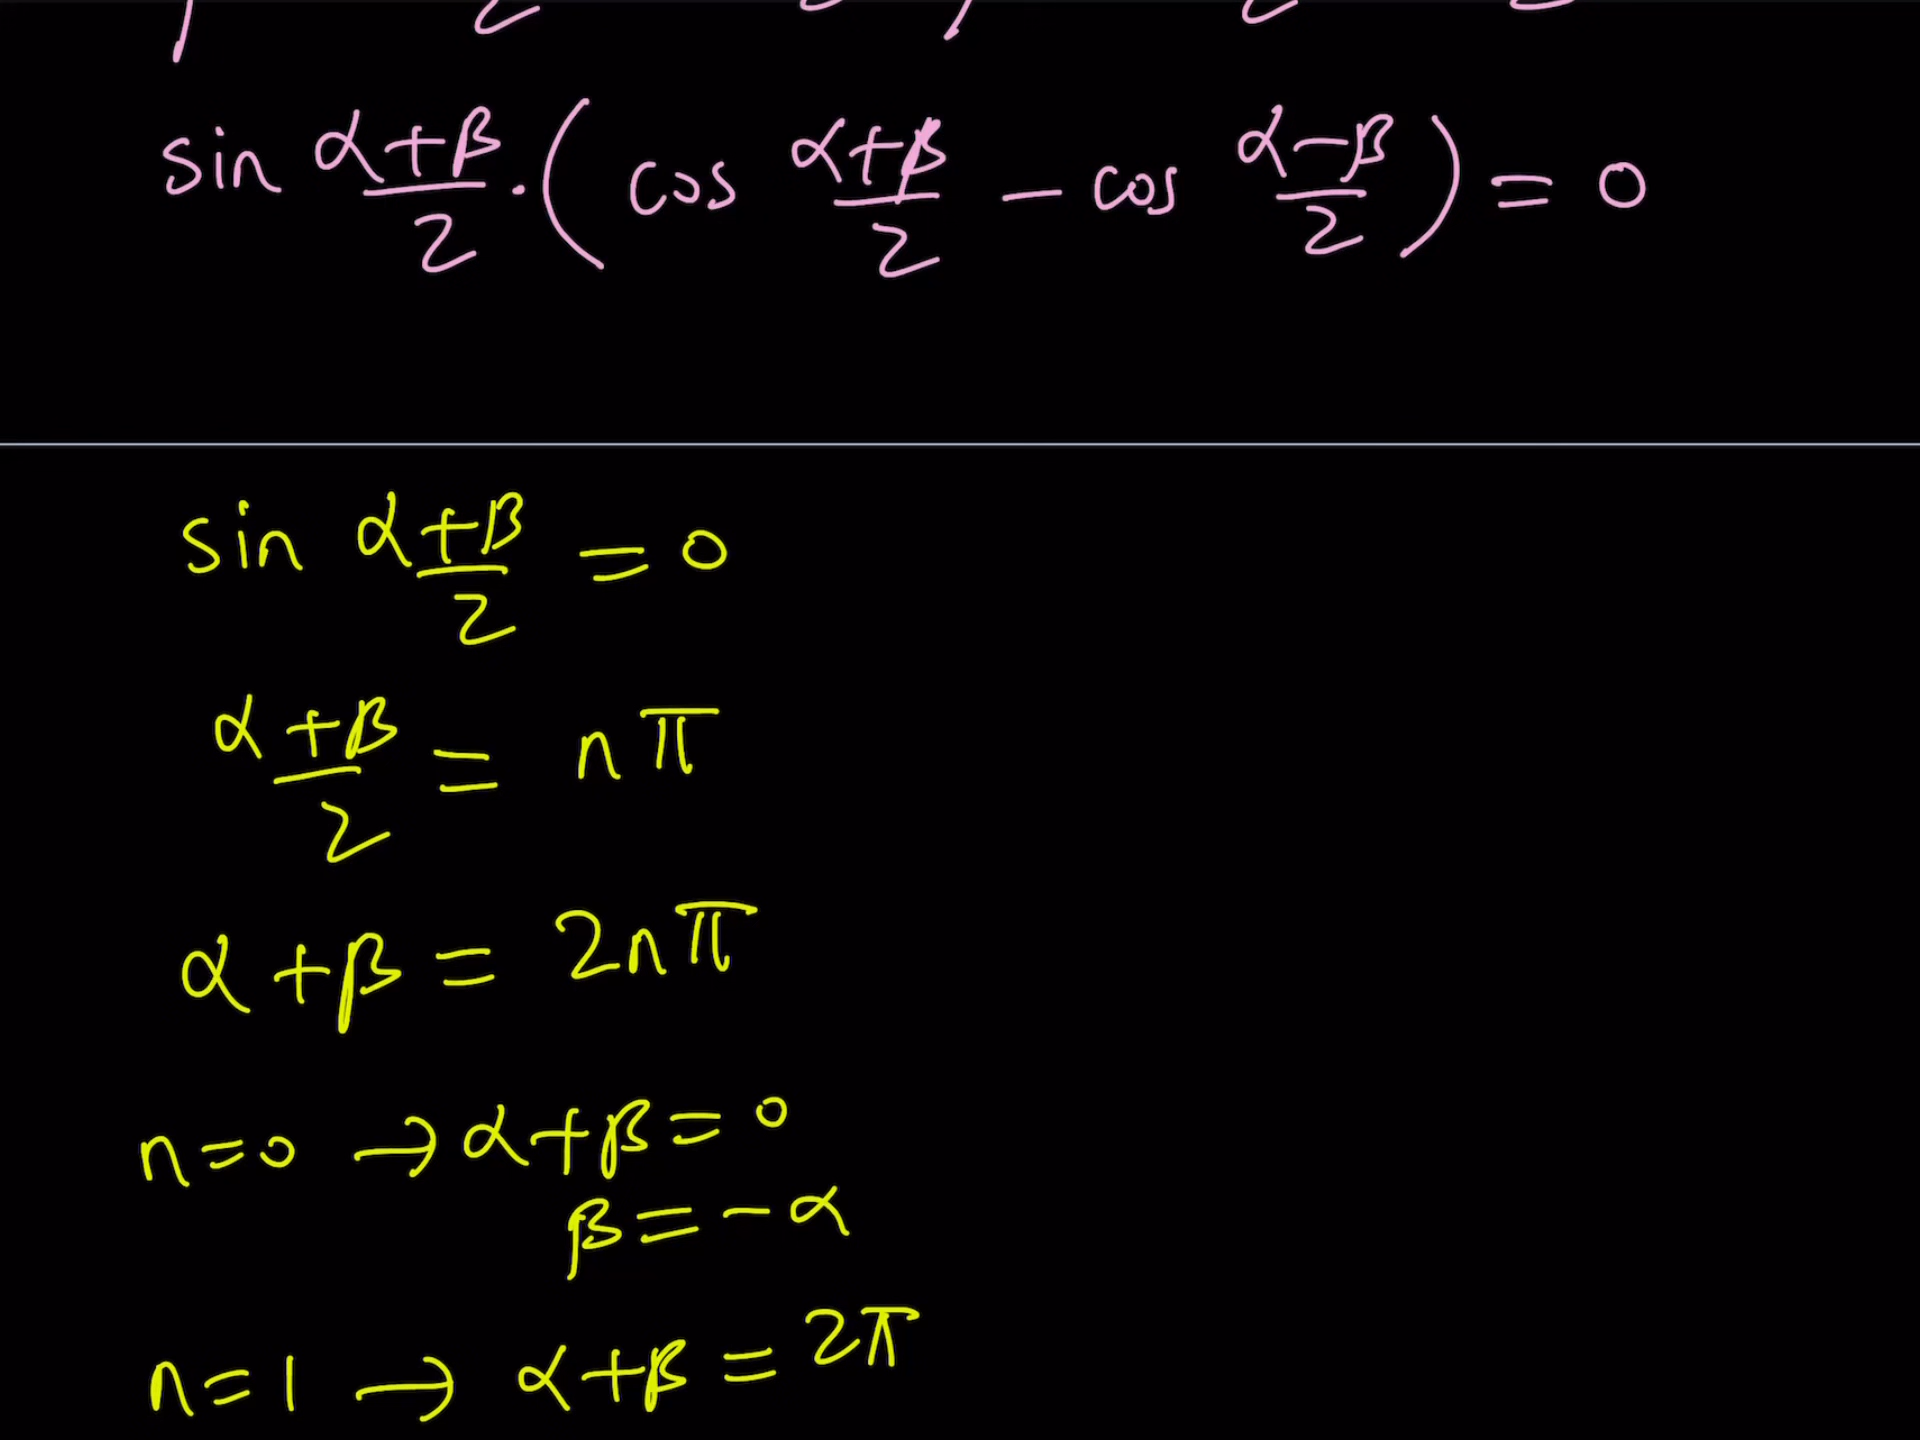 sin (α+β)/2 · ( cos (α+β)/2 − cos (α−β)/2 ) = 0
sin (α+β)/2 = 0
(α+β)/2 = nπ
α+β = 2nπ
n=0 → α+β=0
β=−α
n=1 → α+β = 2π